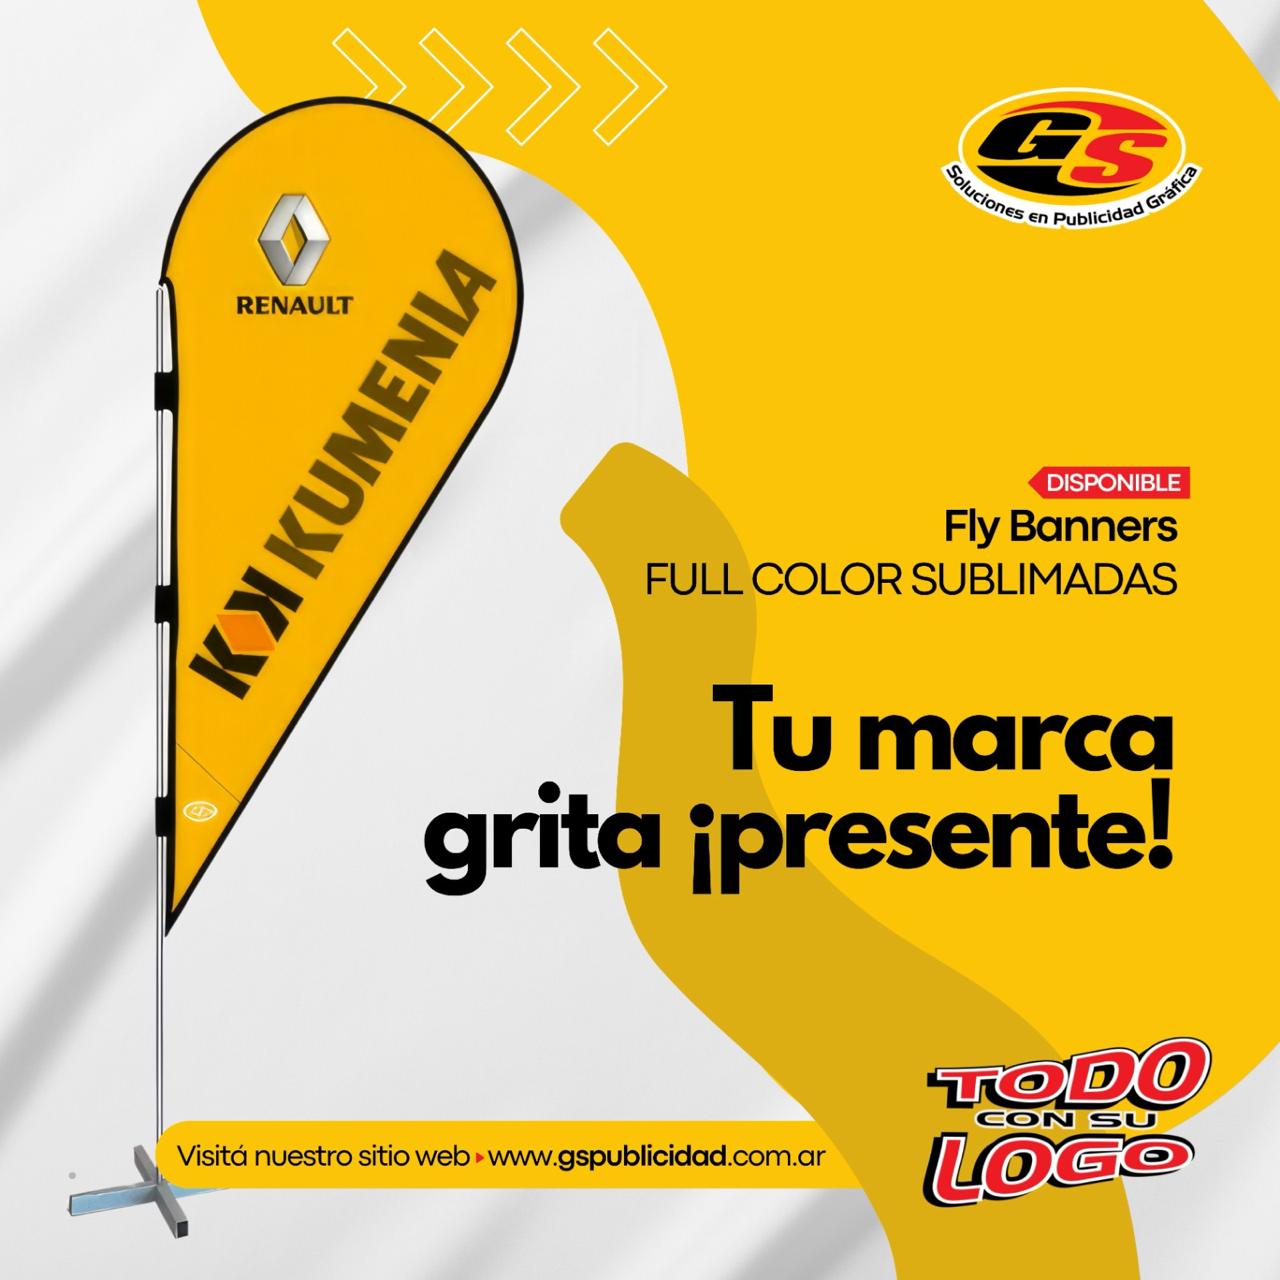 GS
Soluciones en Publicidad Gráfica
RENAULT
KUMENIA
DISPONIBLE
Fly Banners
FULL COLOR SUBLIMADAS
Tu marca
grita ¡presente!
TODO
CON SU
LOGO
Visitá nuestro sitio web www.gspublicidad.com.ar